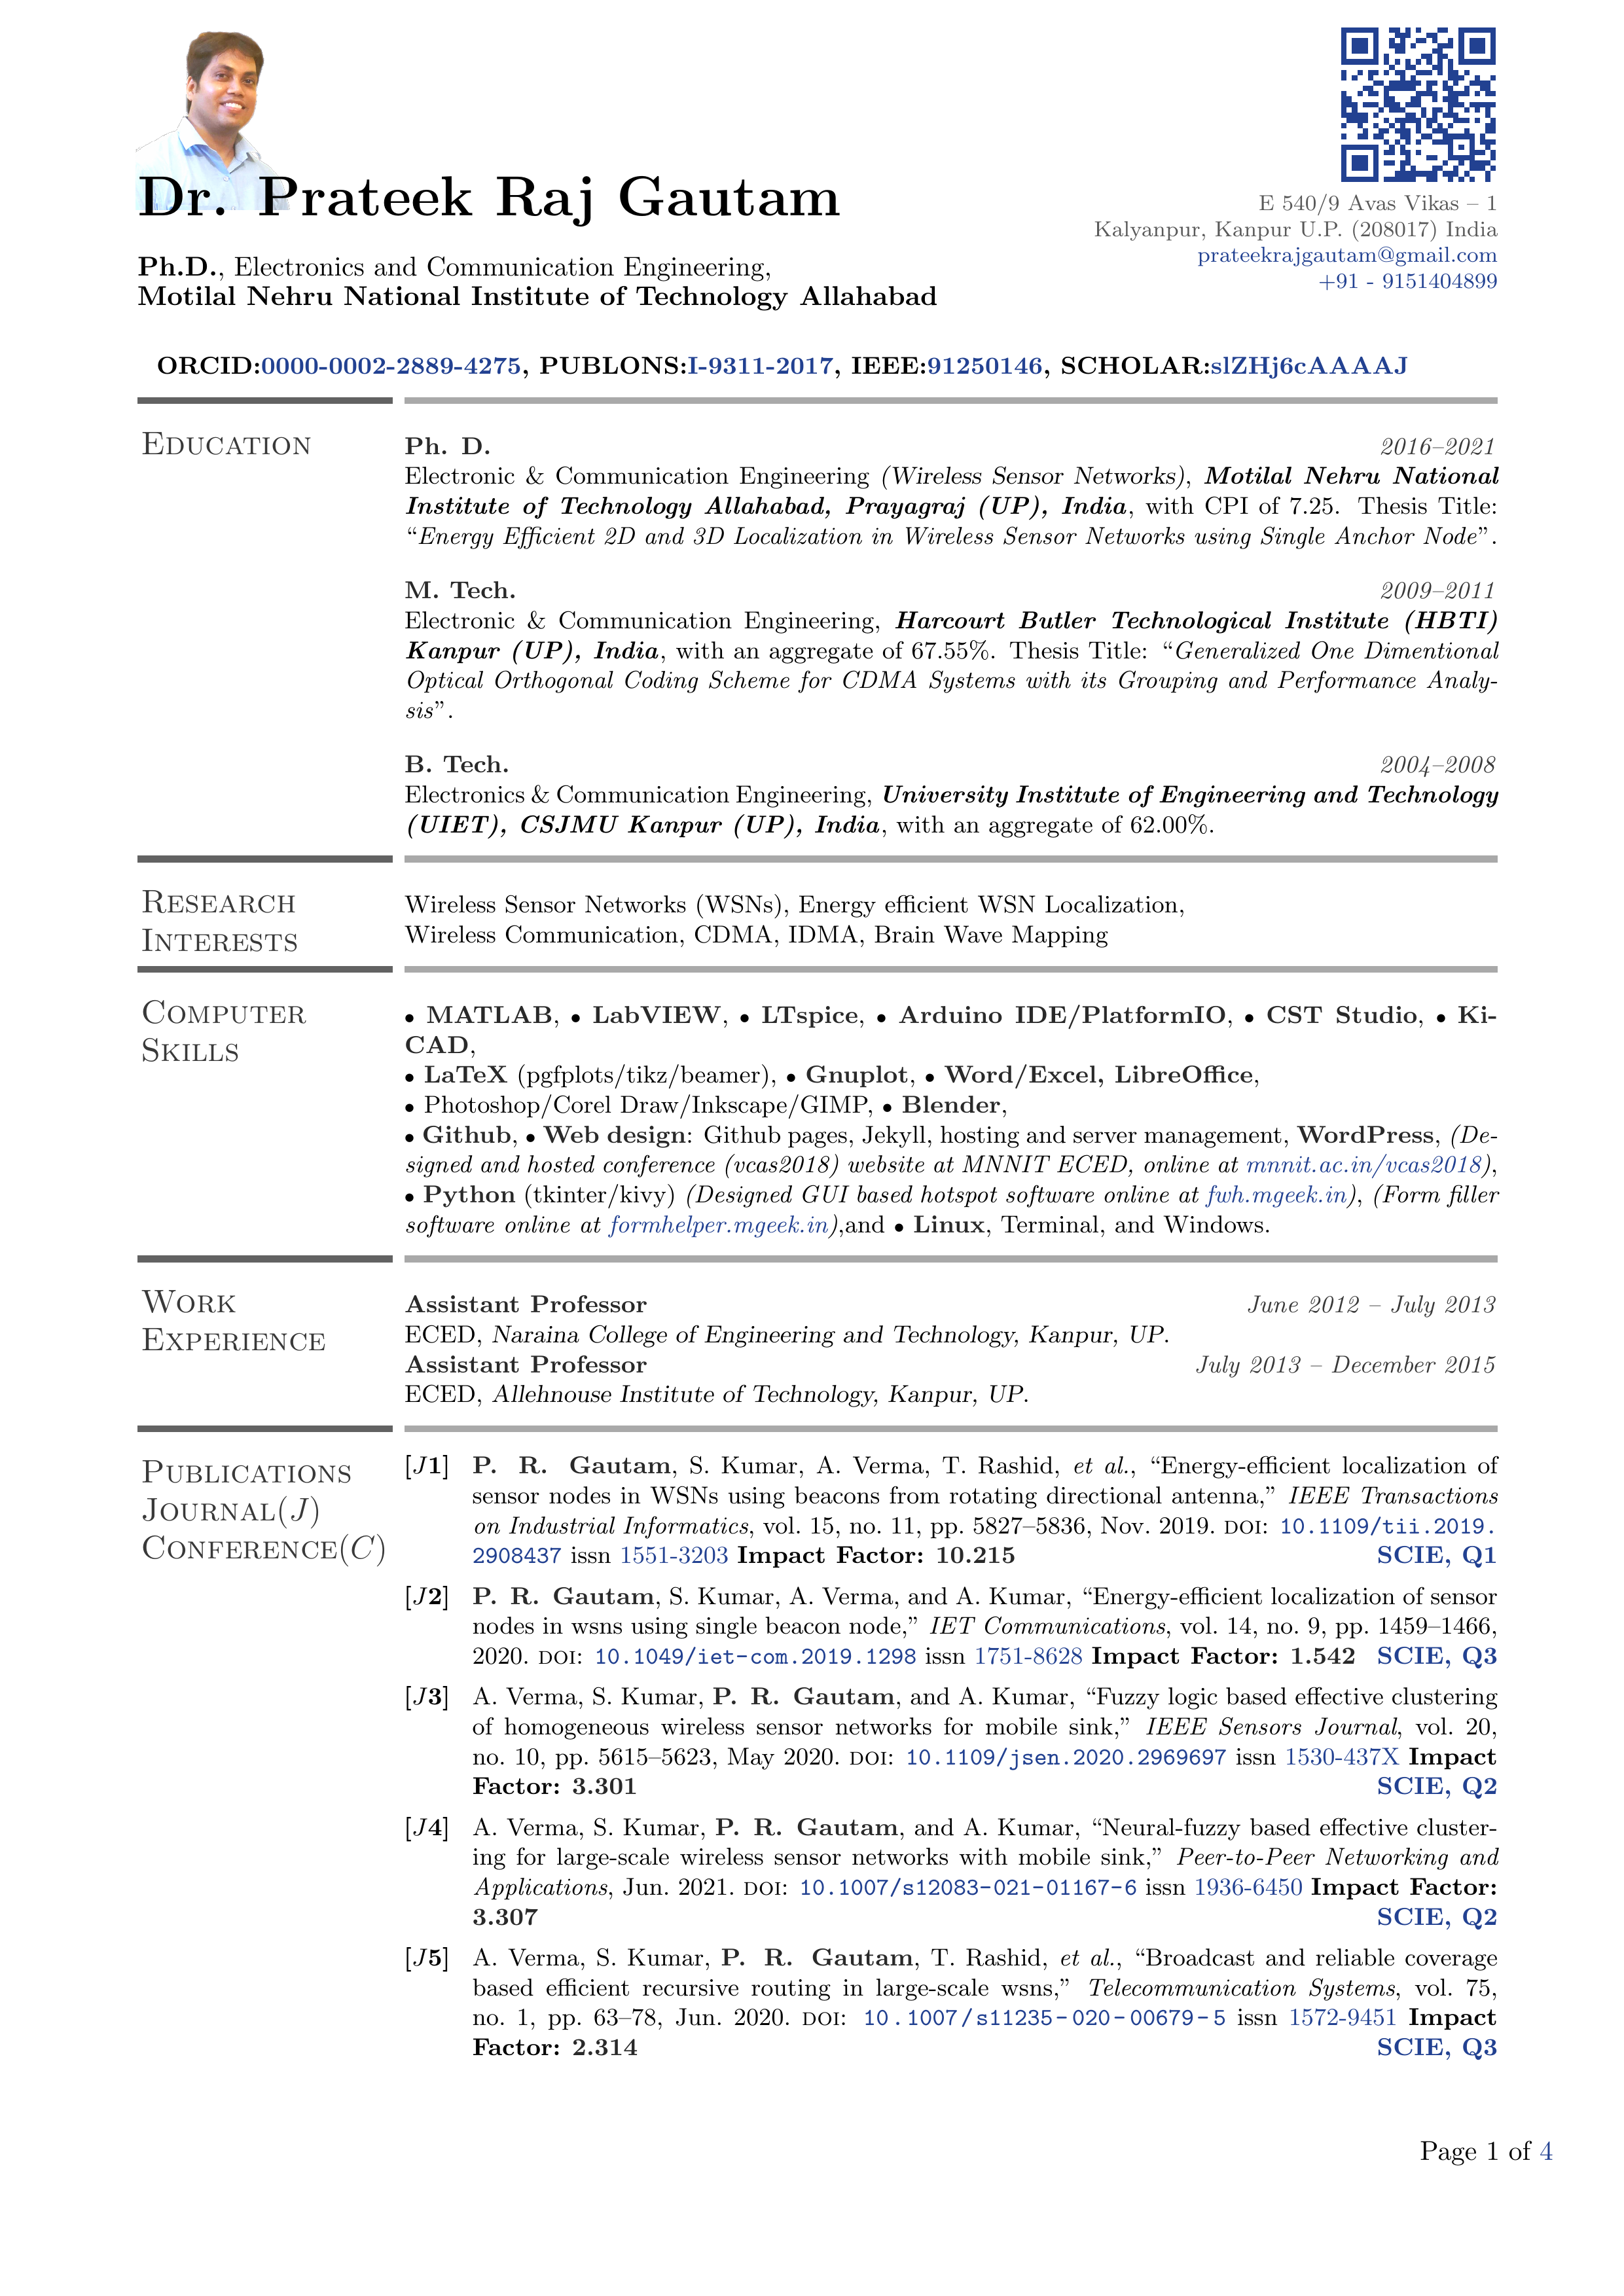 Dr. Prateek Raj Gautam
E 540/9 Avas Vikas – 1
Kalyanpur, Kanpur U.P. (208017) India
prateekrajgautam@gmail.com
+91 - 9151404899
Ph.D., Electronics and Communication Engineering,
Motilal Nehru National Institute of Technology Allahabad
ORCID:0000-0002-2889-4275, PUBLONS:I-9311-2017, IEEE:91250146, SCHOLAR:slZHj6cAAAAJ
EDUCATION
Ph. D. 2016–2021
Electronic & Communication Engineering (Wireless Sensor Networks), Motilal Nehru National
Institute of Technology Allahabad, Prayagraj (UP), India, with CPI of 7.25. Thesis Title:
“Energy Efficient 2D and 3D Localization in Wireless Sensor Networks using Single Anchor Node”.
M. Tech. 2009–2011
Electronic & Communication Engineering, Harcourt Butler Technological Institute (HBTI)
Kanpur (UP), India, with an aggregate of 67.55%. Thesis Title: “Generalized One Dimentional
Optical Orthogonal Coding Scheme for CDMA Systems with its Grouping and Performance Analy-
sis”.
B. Tech. 2004–2008
Electronics & Communication Engineering, University Institute of Engineering and Technology
(UIET), CSJMU Kanpur (UP), India, with an aggregate of 62.00%.
RESEARCH
INTERESTS
Wireless Sensor Networks (WSNs), Energy efficient WSN Localization,
Wireless Communication, CDMA, IDMA, Brain Wave Mapping
COMPUTER
SKILLS
• MATLAB, • LabVIEW, • LTspice, • Arduino IDE/PlatformIO, • CST Studio, • Ki-
CAD,
• LaTeX (pgfplots/tikz/beamer), • Gnuplot, • Word/Excel, LibreOffice,
• Photoshop/Corel Draw/Inkscape/GIMP, • Blender,
• Github, • Web design: Github pages, Jekyll, hosting and server management, WordPress, (De-
signed and hosted conference (vcas2018) website at MNNIT ECED, online at mnnit.ac.in/vcas2018),
• Python (tkinter/kivy) (Designed GUI based hotspot software online at fwh.mgeek.in), (Form filler
software online at formhelper.mgeek.in),and • Linux, Terminal, and Windows.
WORK
EXPERIENCE
Assistant Professor June 2012 – July 2013
ECED, Naraina College of Engineering and Technology, Kanpur, UP.
Assistant Professor July 2013 – December 2015
ECED, Allehnouse Institute of Technology, Kanpur, UP.
PUBLICATIONS
JOURNAL(J)
CONFERENCE(C)
[J1] P. R. Gautam, S. Kumar, A. Verma, T. Rashid, et al., “Energy-efficient localization of
sensor nodes in WSNs using beacons from rotating directional antenna,” IEEE Transactions
on Industrial Informatics, vol. 15, no. 11, pp. 5827–5836, Nov. 2019. DOI: 10.1109/tii.2019.
2908437 issn 1551-3203 Impact Factor: 10.215 SCIE, Q1
[J2] P. R. Gautam, S. Kumar, A. Verma, and A. Kumar, “Energy-efficient localization of sensor
nodes in wsns using single beacon node,” IET Communications, vol. 14, no. 9, pp. 1459–1466,
2020. DOI: 10.1049/iet-com.2019.1298 issn 1751-8628 Impact Factor: 1.542 SCIE, Q3
[J3] A. Verma, S. Kumar, P. R. Gautam, and A. Kumar, “Fuzzy logic based effective clustering
of homogeneous wireless sensor networks for mobile sink,” IEEE Sensors Journal, vol. 20,
no. 10, pp. 5615–5623, May 2020. DOI: 10.1109/jsen.2020.2969697 issn 1530-437X Impact
Factor: 3.301 SCIE, Q2
[J4] A. Verma, S. Kumar, P. R. Gautam, and A. Kumar, “Neural-fuzzy based effective cluster-
ing for large-scale wireless sensor networks with mobile sink,” Peer-to-Peer Networking and
Applications, Jun. 2021. DOI: 10.1007/s12083-021-01167-6 issn 1936-6450 Impact Factor:
3.307 SCIE, Q2
[J5] A. Verma, S. Kumar, P. R. Gautam, T. Rashid, et al., “Broadcast and reliable coverage
based efficient recursive routing in large-scale wsns,” Telecommunication Systems, vol. 75,
no. 1, pp. 63–78, Jun. 2020. DOI: 10.1007/s11235-020-00679-5 issn 1572-9451 Impact
Factor: 2.314 SCIE, Q3
Page 1 of 4